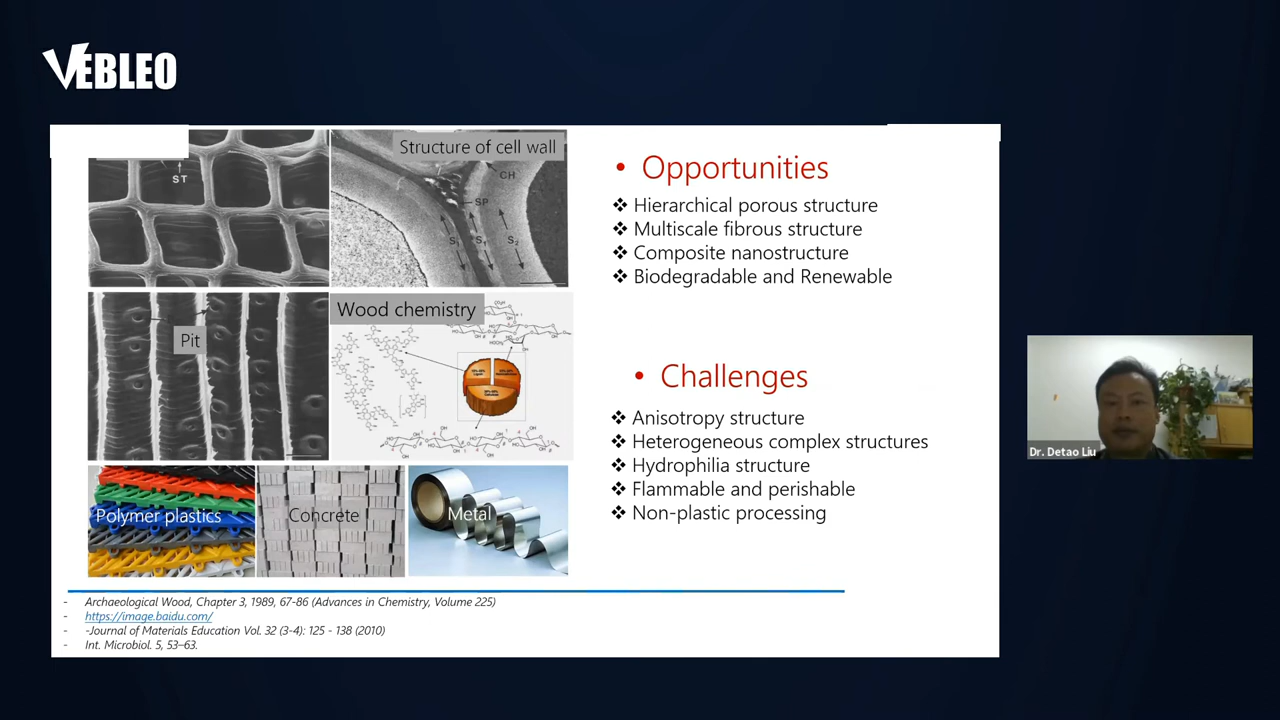 VEBLEO
ST
Structure of cell wall
CH
SP
S1 S1 S2
Pit
Wood chemistry
Polymer plastics
Concrete
Metal
• Opportunities
❖ Hierarchical porous structure
❖ Multiscale fibrous structure
❖ Composite nanostructure
❖ Biodegradable and Renewable
• Challenges
❖ Anisotropy structure
❖ Heterogeneous complex structures
❖ Hydrophilia structure
❖ Flammable and perishable
❖ Non-plastic processing
- Archaeological Wood, Chapter 3, 1989, 67-86 (Advances in Chemistry, Volume 225)
- https://image.baidu.com/
- -Journal of Materials Education Vol. 32 (3-4): 125 - 138 (2010)
- Int. Microbiol. 5, 53–63.
Dr. Detao Liu